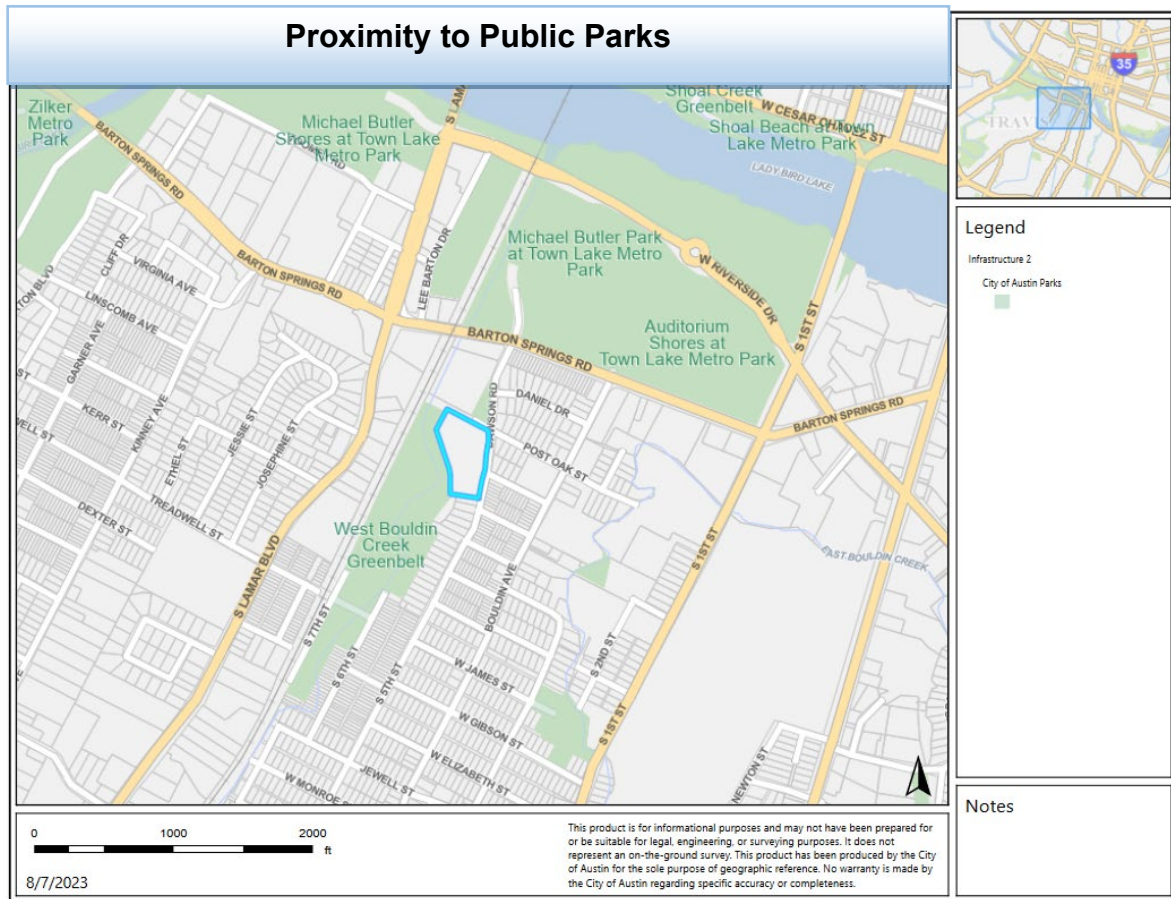 Proximity to Public Parks
Zilker
Metro
Park
Michael Butler
Shores at Town Lake
Metro Park
Shoal Creek
Greenbelt
Shoal Beach at Town
Lake Metro Park
W CESAR CHAVEZ ST
LADY BIRD LAKE
BARTON SPRINGS RD
CLIFF DR
VIRGINIA AVE
LINSCOMB AVE
GARNER AVE
KINNEY AVE
KERR ST
ETHEL ST
JESSIE ST
JOSEPHINE ST
TREADWELL ST
DEXTER ST
BARTON SPRINGS RD
LEE BARTON DR
Michael Butler Park
at Town Lake Metro
Park
W RIVERSIDE DR
S 1ST ST
Auditorium
Shores at
Town Lake Metro Park
BARTON SPRINGS RD
DANIEL DR
DAWSON RD
POST OAK ST
BARTON SPRINGS RD
West Bouldin
Creek
Greenbelt
BOULDIN AVE
S 1ST ST
EAST BOULDIN CREEK
S LAMAR BLVD
S 7TH ST
S 6TH ST
S 5TH ST
W JAMES ST
S 2ND ST
W GIBSON ST
S 1ST ST
W ELIZABETH ST
JEWELL ST
W MONROE S
NEWTON ST
35
TRAVIS
Legend
Infrastructure 2
City of Austin Parks
Notes
0 1000 2000
ft
8/7/2023
This product is for informational purposes and may not have been prepared for
or be suitable for legal, engineering, or surveying purposes. It does not
represent an on-the-ground survey. This product has been produced by the City
of Austin for the sole purpose of geographic reference. No warranty is made by
the City of Austin regarding specific accuracy or completeness.